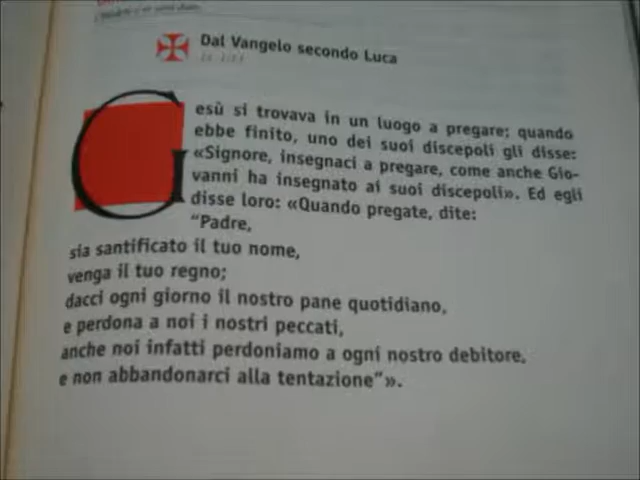 Dal Vangelo secondo Luca
Gesù si trovava in un luogo a pregare; quando
ebbe finito, uno dei suoi discepoli gli disse:
«Signore, insegnaci a pregare, come anche Gio-
vanni ha insegnato ai suoi discepoli». Ed egli
disse loro: «Quando pregate, dite:
"Padre,
sia santificato il tuo nome,
venga il tuo regno;
dacci ogni giorno il nostro pane quotidiano,
e perdona a noi i nostri peccati,
anche noi infatti perdoniamo a ogni nostro debitore,
e non abbandonarci alla tentazione"».